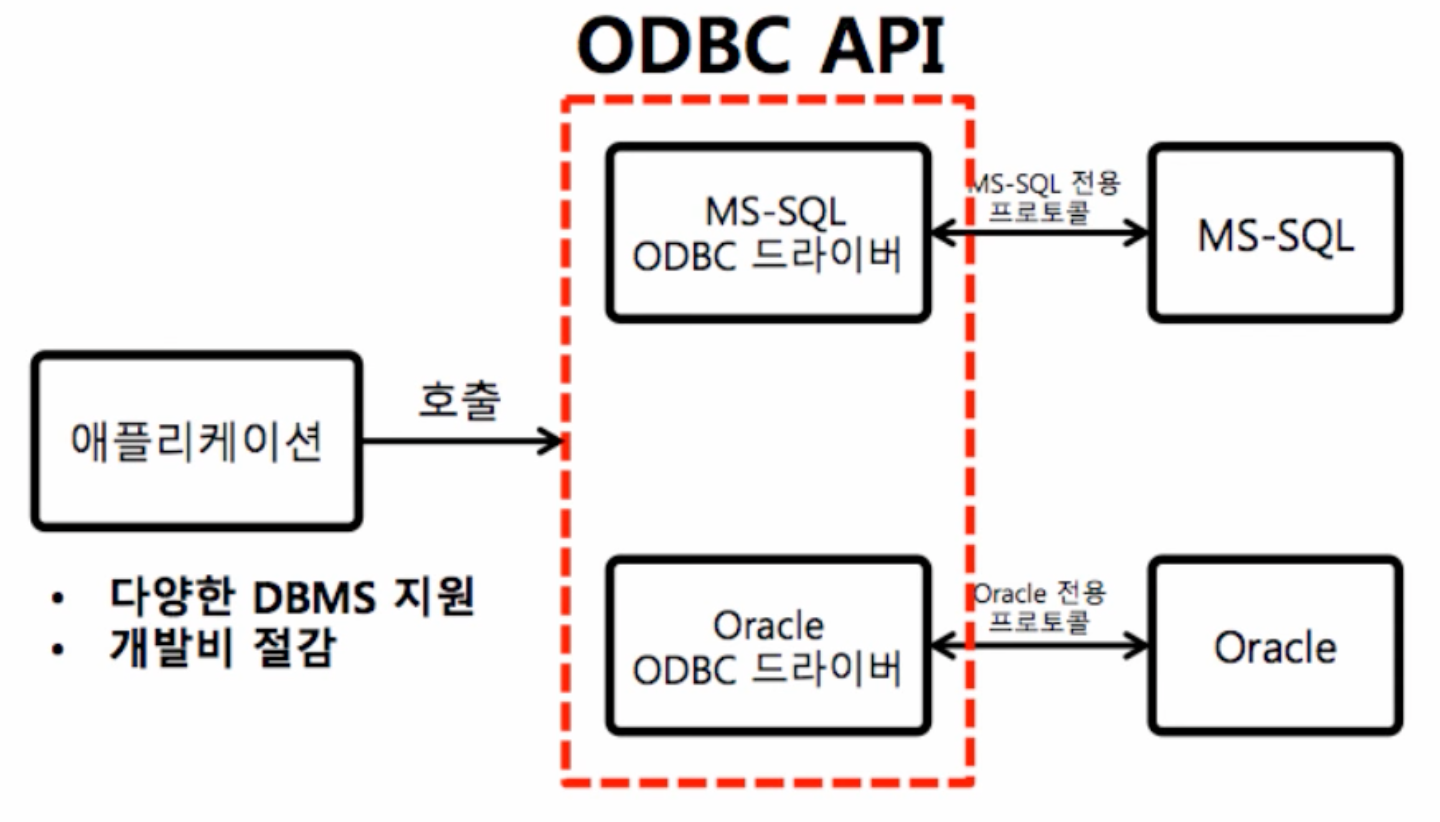 ODBC API
MS-SQL
ODBC 드라이버
MS-SQL 전용
프로토콜
MS-SQL
호출
애플리케이션
• 다양한 DBMS 지원
• 개발비 절감
Oracle
ODBC 드라이버
Oracle 전용
프로토콜
Oracle